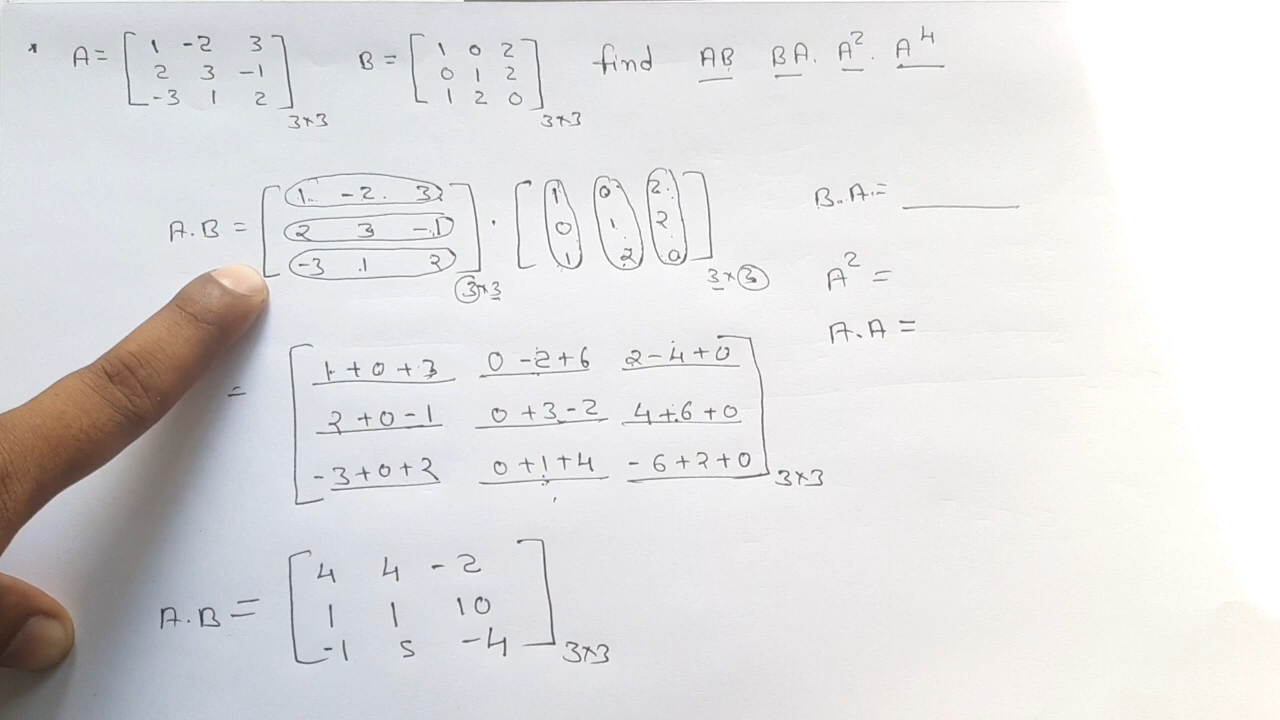 * A = [ 1 -2 3 B = [ 1 0 2 find AB BA. A². A⁴
2 3 -1 0 1 2
-3 1 2 ]3×3 1 2 0 ]3×3
A.B = [ 1.. -2. 3 ] . [ 1 0 2. ] B.A.= ______
2 3 -1 0 1 2
-3 .1 2 3×3 1 2 0 3×3
A² =
A.A =
= [ 1+0+3 0-2+6 2-4+0
2+0-1 0+3-2 4+6+0
-3+0+2 0+1+4 -6+2+0 ]3×3
A.B = [ 4 4 -2
1 1 10
-1 5 -4 ]3×3